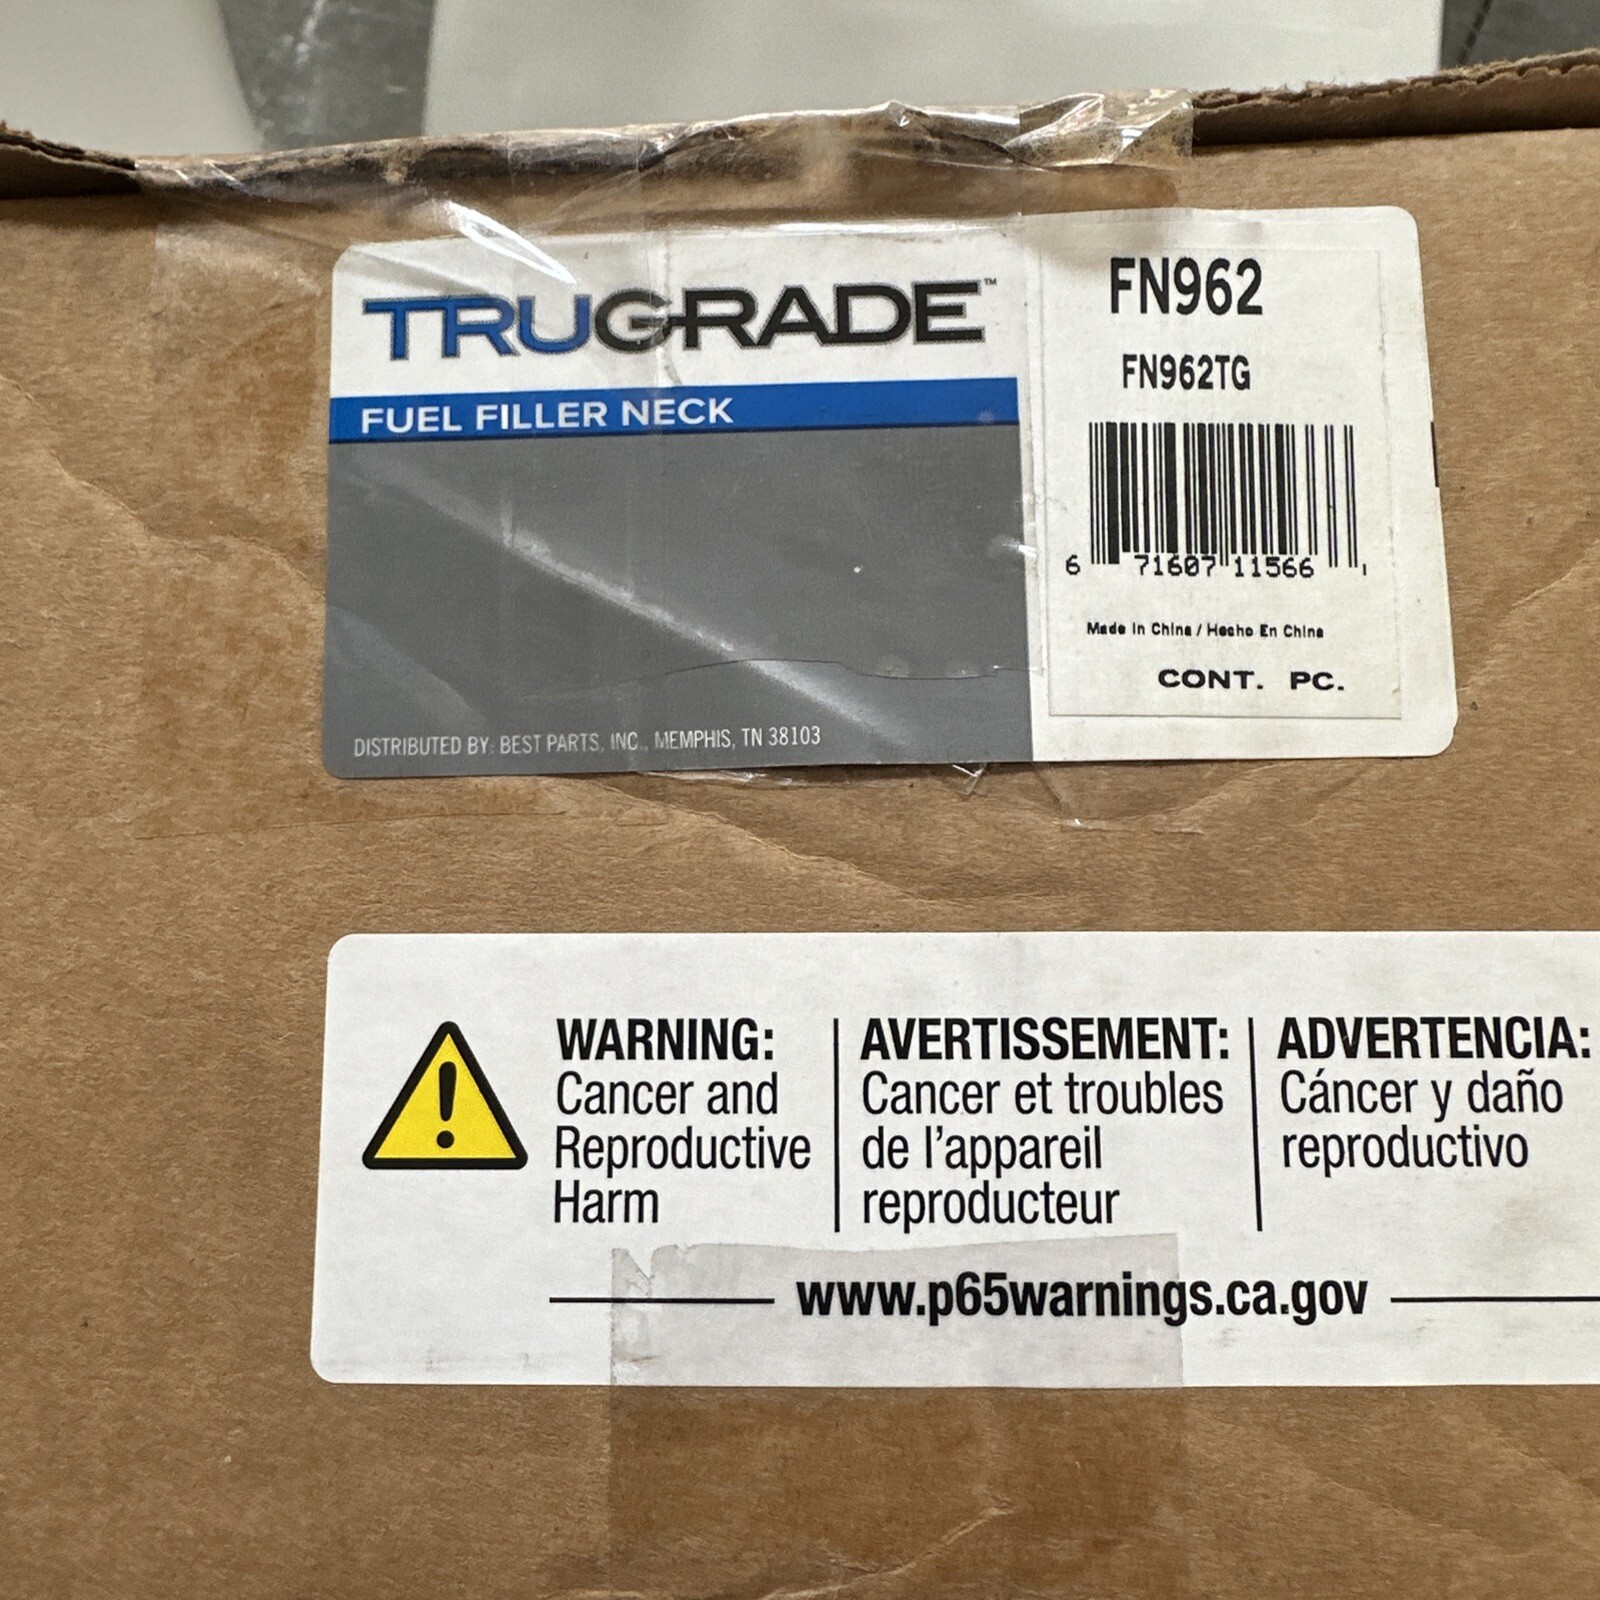 TRUGRADE™
FUEL FILLER NECK
DISTRIBUTED BY: BEST PARTS, INC., MEMPHIS, TN 38103
FN962
FN962TG
6 71607 11566
Made in China / Hecho En China
CONT. PC.
WARNING:
Cancer and
Reproductive
Harm
AVERTISSEMENT:
Cancer et troubles
de l'appareil
reproducteur
ADVERTENCIA:
Cáncer y daño
reproductivo
www.p65warnings.ca.gov